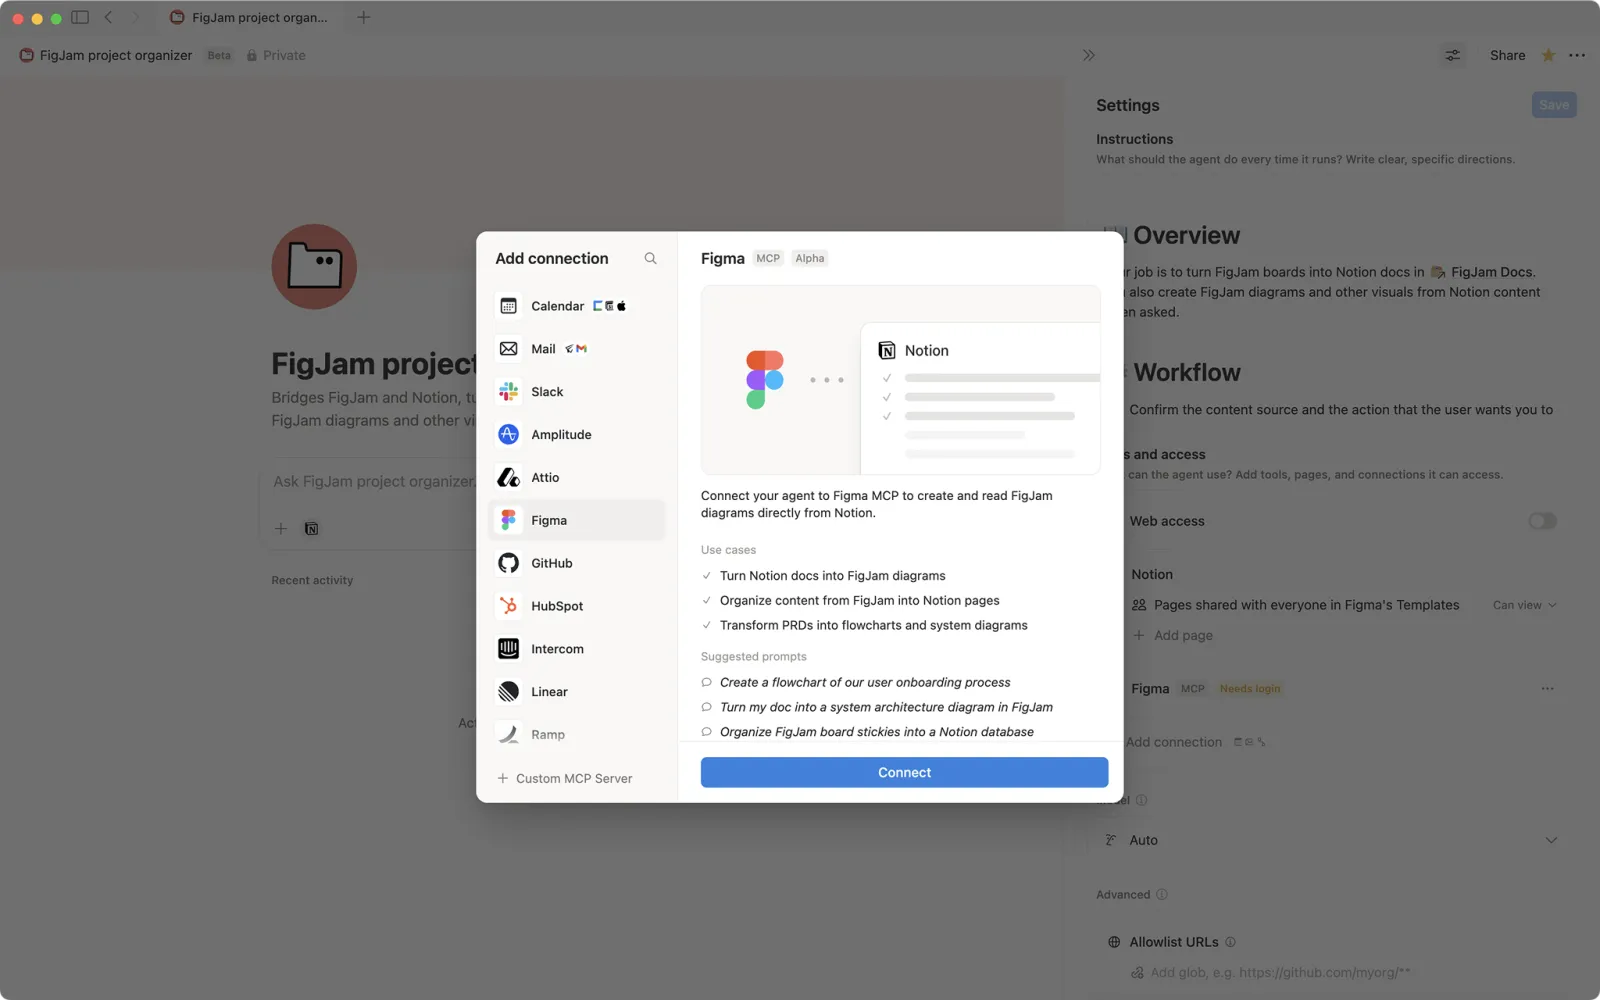 FigJam project organ...
FigJam project organizer Beta Private
Share
Settings
Save
Instructions
What should the agent do every time it runs? Write clear, specific directions.
Overview
job is to turn FigJam boards into Notion docs in FigJam Docs.
also create FigJam diagrams and other visuals from Notion content
asked.
Workflow
Confirm the content source and the action that the user wants you to
and access
can the agent use? Add tools, pages, and connections it can access.
Web access
Notion
Pages shared with everyone in Figma's Templates Can view
Add page
Figma MCP Needs login
Add connection
Auto
Advanced
Allowlist URLs
Add glob, e.g. https://github.com/myorg/**
FigJam project
Bridges FigJam and Notion,
FigJam diagrams and other
Ask FigJam project organizer.
Recent activity
Add connection
Calendar
Mail
Slack
Amplitude
Attio
Figma
GitHub
HubSpot
Intercom
Linear
Ramp
Custom MCP Server
Figma MCP Alpha
Notion
Connect your agent to Figma MCP to create and read FigJam
diagrams directly from Notion.
Use cases
Turn Notion docs into FigJam diagrams
Organize content from FigJam into Notion pages
Transform PRDs into flowcharts and system diagrams
Suggested prompts
Create a flowchart of our user onboarding process
Turn my doc into a system architecture diagram in FigJam
Organize FigJam board stickies into a Notion database
Connect